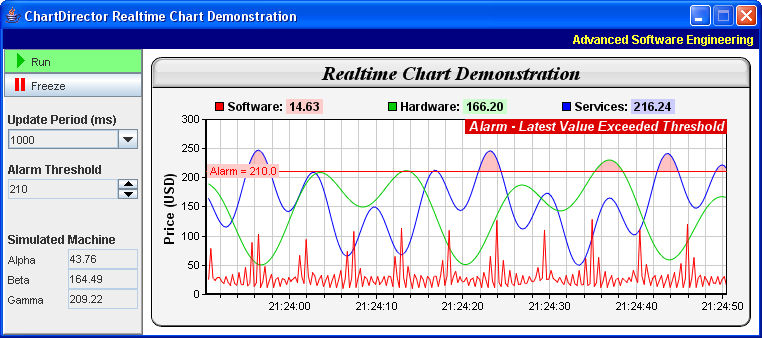 ChartDirector Realtime Chart Demonstration
Advanced Software Engineering
Run
Freeze
Update Period (ms)
1000
Alarm Threshold
210
Simulated Machine
Alpha 43.76
Beta 164.49
Gamma 209.22
Realtime Chart Demonstration
Software: 14.63 Hardware: 166.20 Services: 216.24
Alarm - Latest Value Exceeded Threshold
Alarm = 210.0
Price (USD)
300
250
200
150
100
50
0
21:24:00 21:24:10 21:24:20 21:24:30 21:24:40 21:24:50